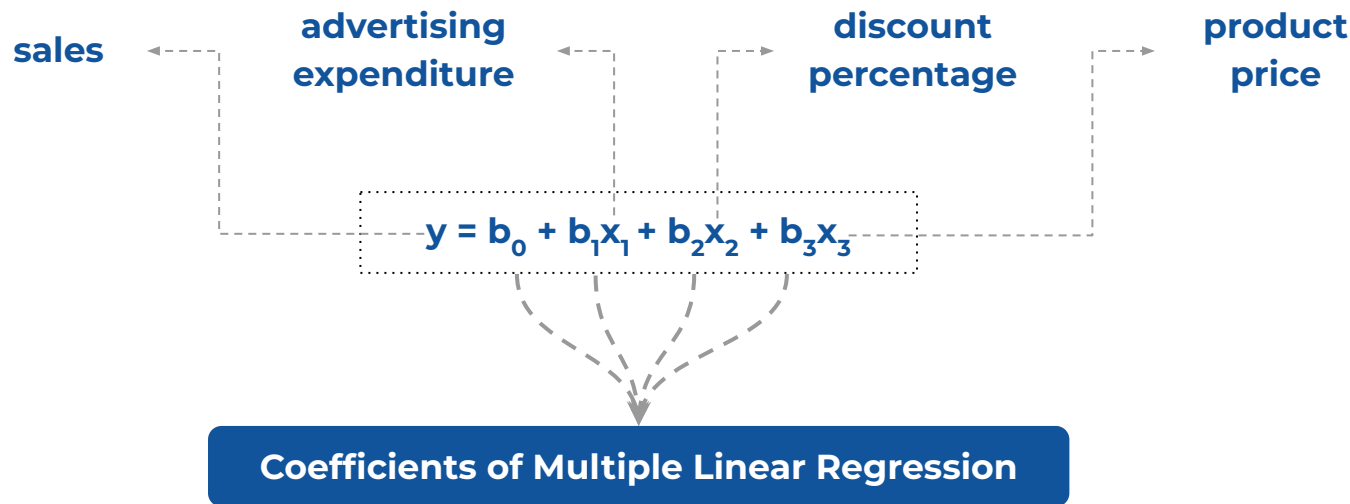 sales
advertising
expenditure
discount
percentage
product
price
y = b₀ + b₁x₁ + b₂x₂ + b₃x₃
Coefficients of Multiple Linear Regression